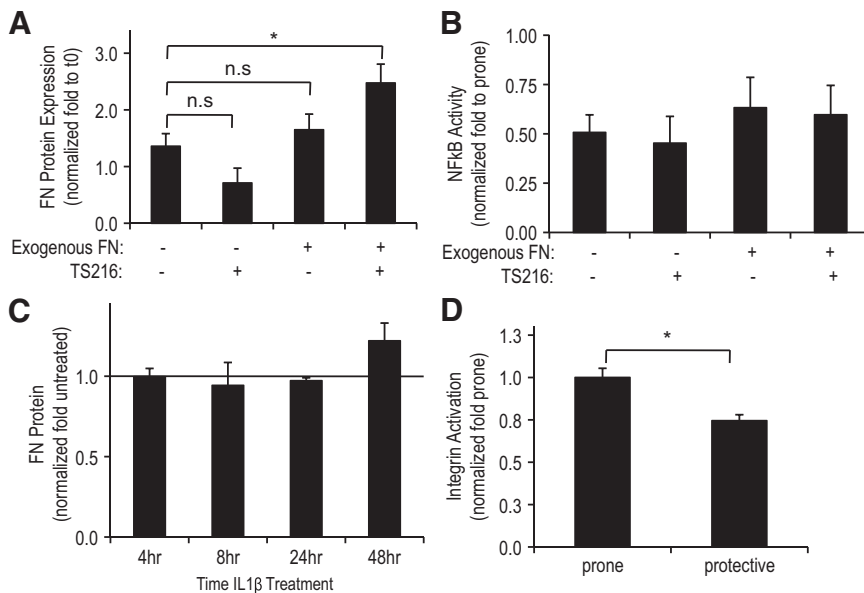 A
FN Protein Expression
(normalized fold to t0)
3.0
2.0
1.0
0.0
*
n.s
n.s
Exogenous FN: - - + +
TS216: - + - +
B
NFkB Activity
(normalized fold to prone)
1.00
0.75
0.50
0.25
0.00
Exogenous FN: - - + +
TS216: - + - +
C
FN Protein
(normalized fold untreated)
1.0
0.5
0.0
4hr 8hr 24hr 48hr
Time IL1β Treatment
D
Integrin Activation
(normalized fold prone)
1.3
1.0
0.8
0.5
0.3
0.0
*
prone protective